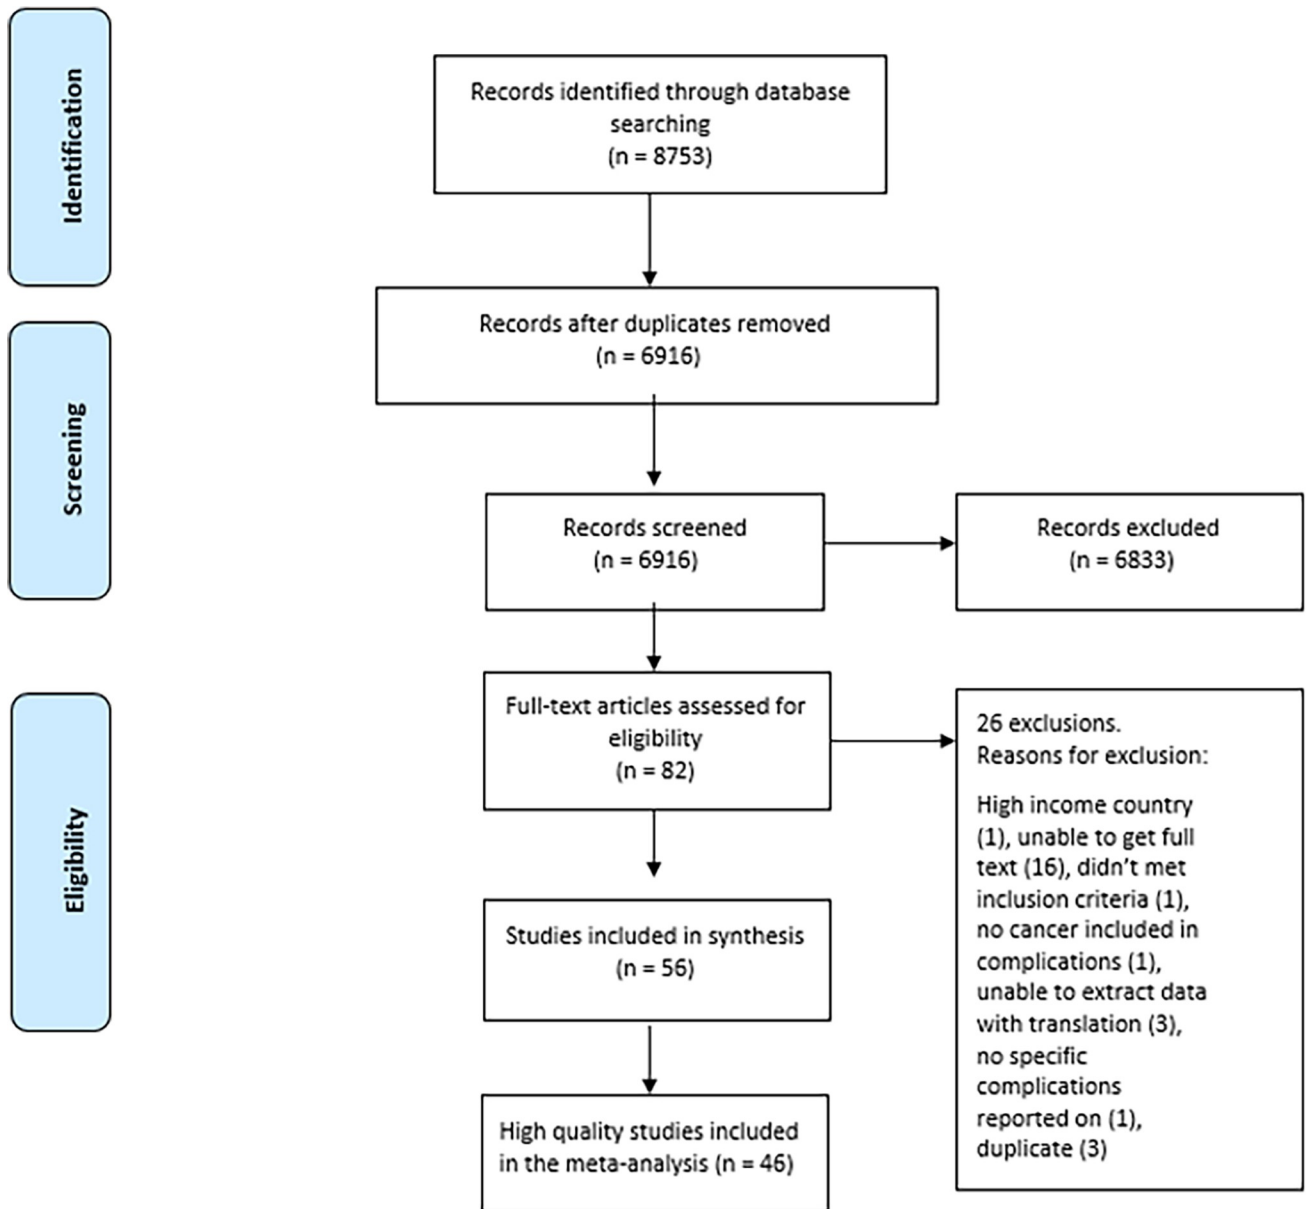 Identification
Records identified through database
searching
(n = 8753)
Records after duplicates removed
(n = 6916)
Screening
Records screened
(n = 6916)
Records excluded
(n = 6833)
Eligibility
Full-text articles assessed for
eligibility
(n = 82)
26 exclusions.
Reasons for exclusion:
High income country
(1), unable to get full
text (16), didn't met
inclusion criteria (1),
no cancer included in
complications (1),
unable to extract data
with translation (3),
no specific
complications
reported on (1),
duplicate (3)
Studies included in synthesis
(n = 56)
High quality studies included
in the meta-analysis (n = 46)